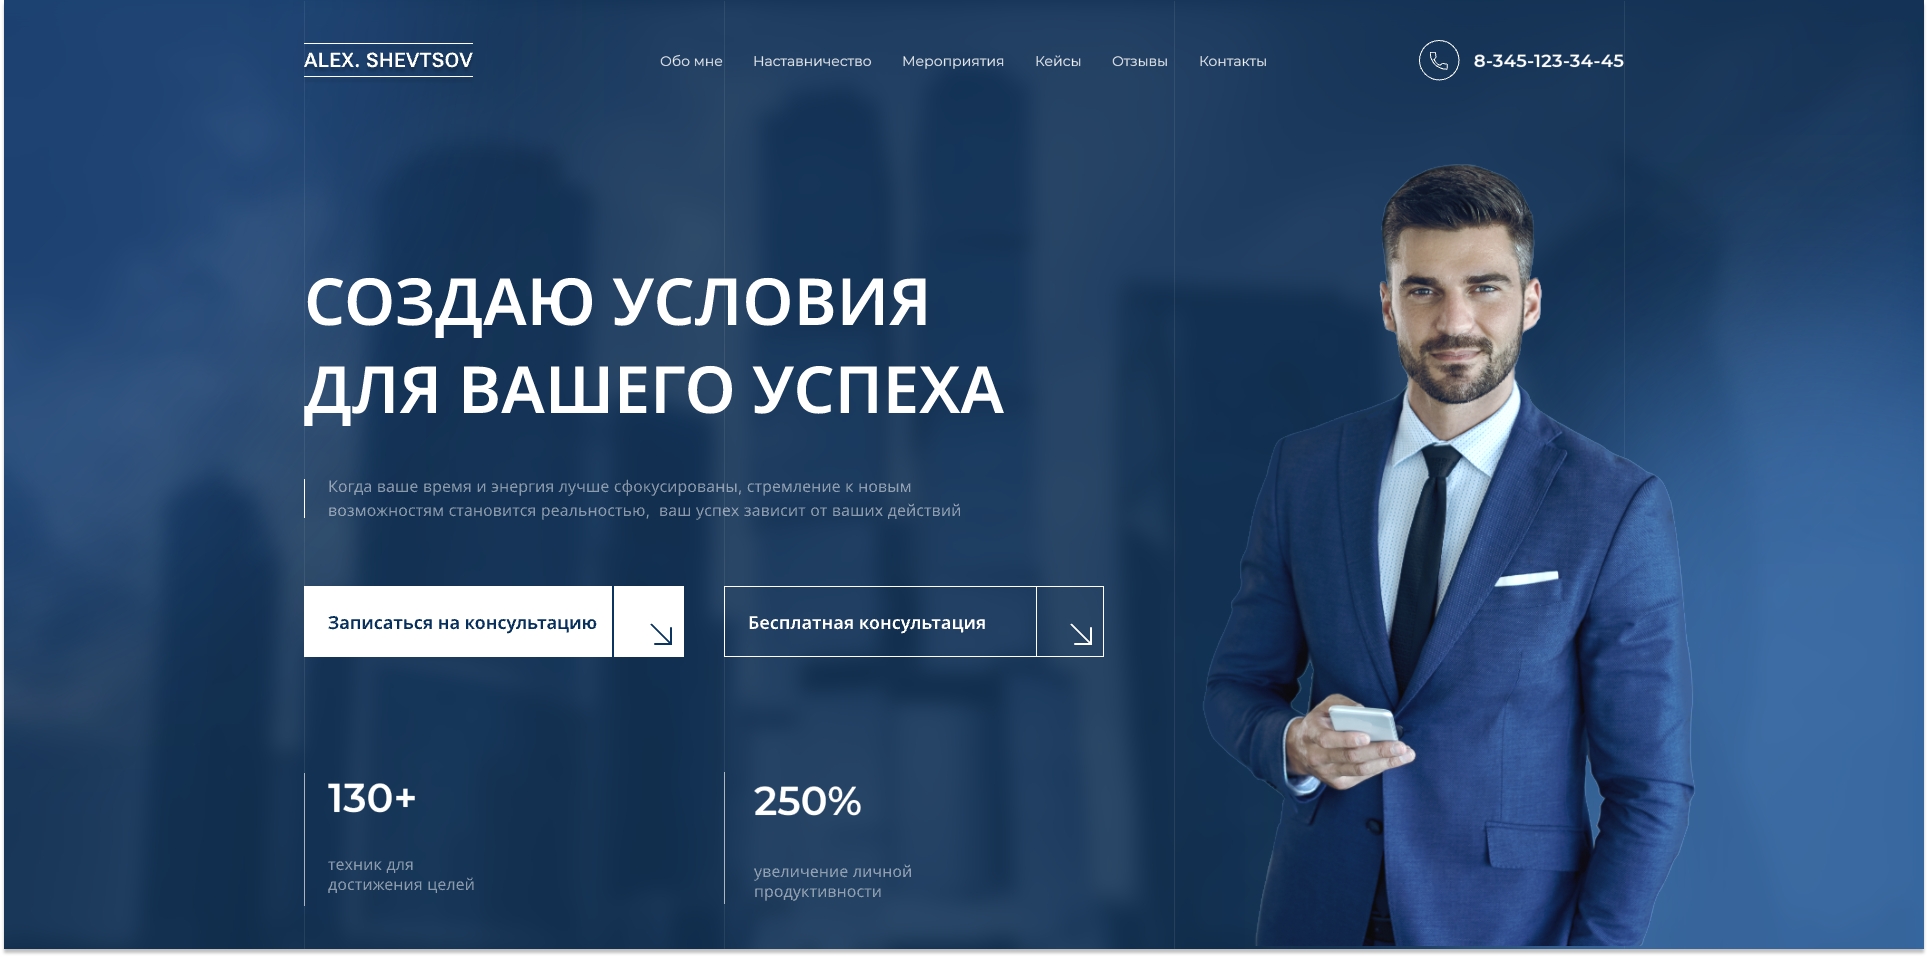 ALEX. SHEVTSOV
Обо мне
Наставничество
Мероприятия
Кейсы
Отзывы
Контакты
8-345-123-34-45
СОЗДАЮ УСЛОВИЯ
ДЛЯ ВАШЕГО УСПЕХА
Когда ваше время и энергия лучше сфокусированы, стремление к новым
возможностям становится реальностью, ваш успех зависит от ваших действий
Записаться на консультацию
Бесплатная консультация
130+
техник для
достижения целей
250%
увеличение личной
продуктивности